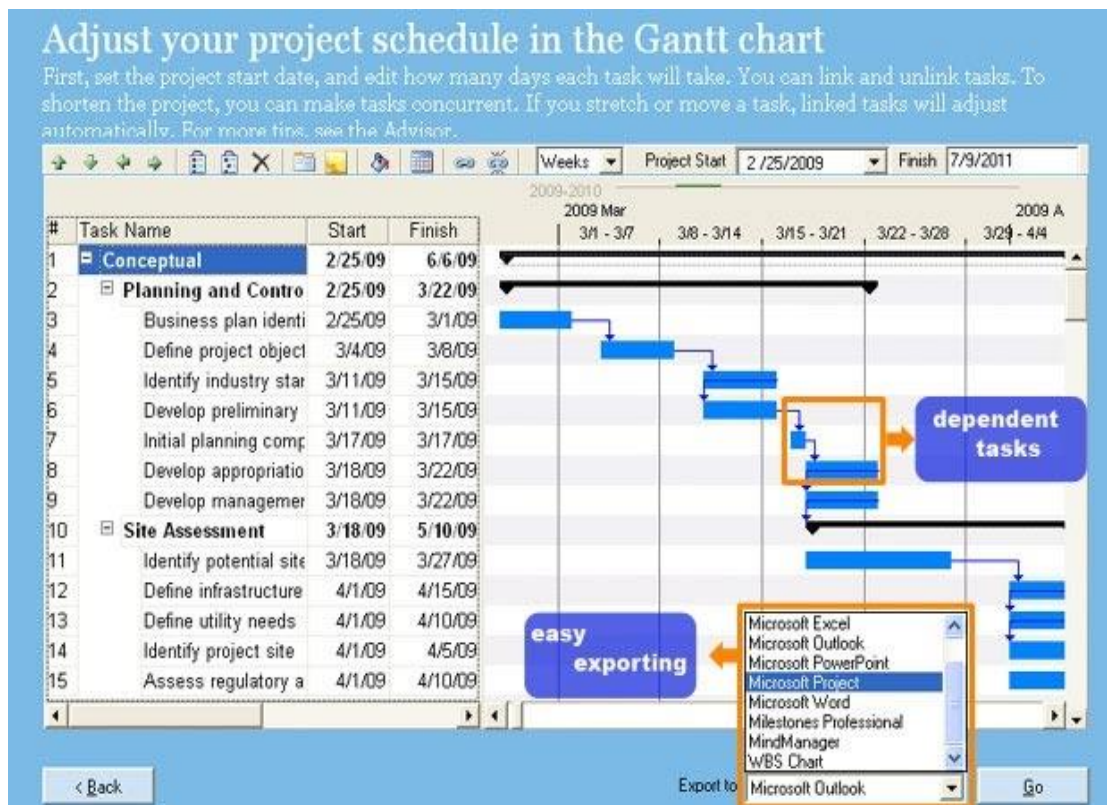 Adjust your project schedule in the Gantt chart
First, set the project start date, and edit how many days each task will take. You can link and unlink tasks. To
shorten the project, you can make tasks concurrent. If you stretch or move a task, linked tasks will adjust
automatically. For more tips, see the Advisor.
Weeks Project Start 2 /25/2009 Finish 7/9/2011
2009-2010
2009 Mar 2009 A
# Task Name Start Finish 3/1 - 3/7 3/8 - 3/14 3/15 - 3/21 3/22 - 3/28 3/29 - 4/4
1 Conceptual 2/25/09 6/6/09
2 Planning and Contro 2/25/09 3/22/09
3 Business plan identi 2/25/09 3/1/09
4 Define project object 3/4/09 3/8/09
5 Identify industry star 3/11/09 3/15/09
6 Develop preliminary 3/11/09 3/15/09
7 Initial planning comp 3/17/09 3/17/09
8 Develop appropriatio 3/18/09 3/22/09
9 Develop managemer 3/18/09 3/22/09
10 Site Assessment 3/18/09 5/10/09
11 Identify potential site 3/18/09 3/27/09
12 Define infrastructure 4/1/09 4/15/09
13 Define utility needs 4/1/09 4/10/09
14 Identify project site 4/1/09 4/5/09
15 Assess regulatory a 4/1/09 4/10/09
dependent
tasks
easy
exporting
Microsoft Excel
Microsoft Outlook
Microsoft PowerPoint
Microsoft Project
Microsoft Word
Milestones Professional
MindManager
WBS Chart
< Back Export to Microsoft Outlook Go